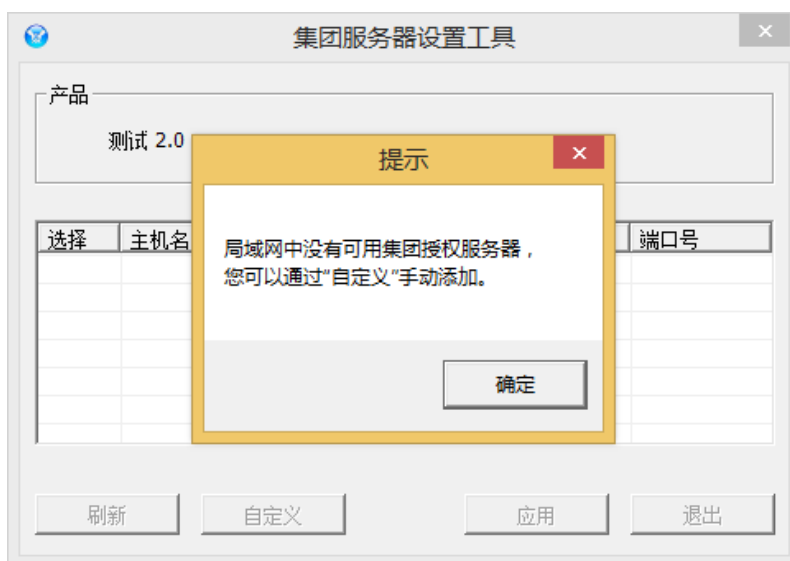 集团服务器设置工具
产品
测试 2.0
提示
局域网中没有可用集团授权服务器，
您可以通过“自定义”手动添加。
确定
选择 主机名 端口号
刷新 自定义 应用 退出